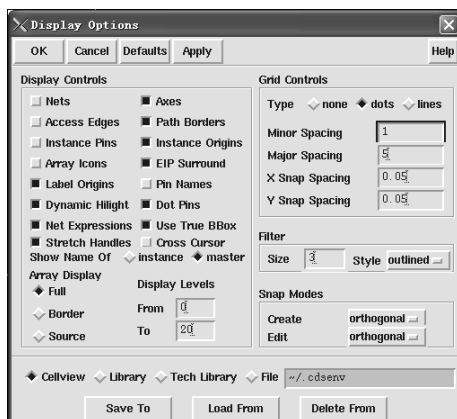 Display Options
OK Cancel Defaults Apply Help
Display Controls
Nets Axes
Access Edges Path Borders
Instance Pins Instance Origins
Array Icons EIP Surround
Label Origins Pin Names
Dynamic Hilight Dot Pins
Net Expressions Use True BBox
Stretch Handles Cross Cursor
Show Name Of instance master
Array Display
Full
Border
Source
Display Levels
From 0
To 20
Grid Controls
Type none dots lines
Minor Spacing 1
Major Spacing 5
X Snap Spacing 0.05
Y Snap Spacing 0.05
Filter
Size 3 Style outlined
Snap Modes
Create orthogonal
Edit orthogonal
Cellview Library Tech Library File ~/.cdsenv
Save To Load From Delete From